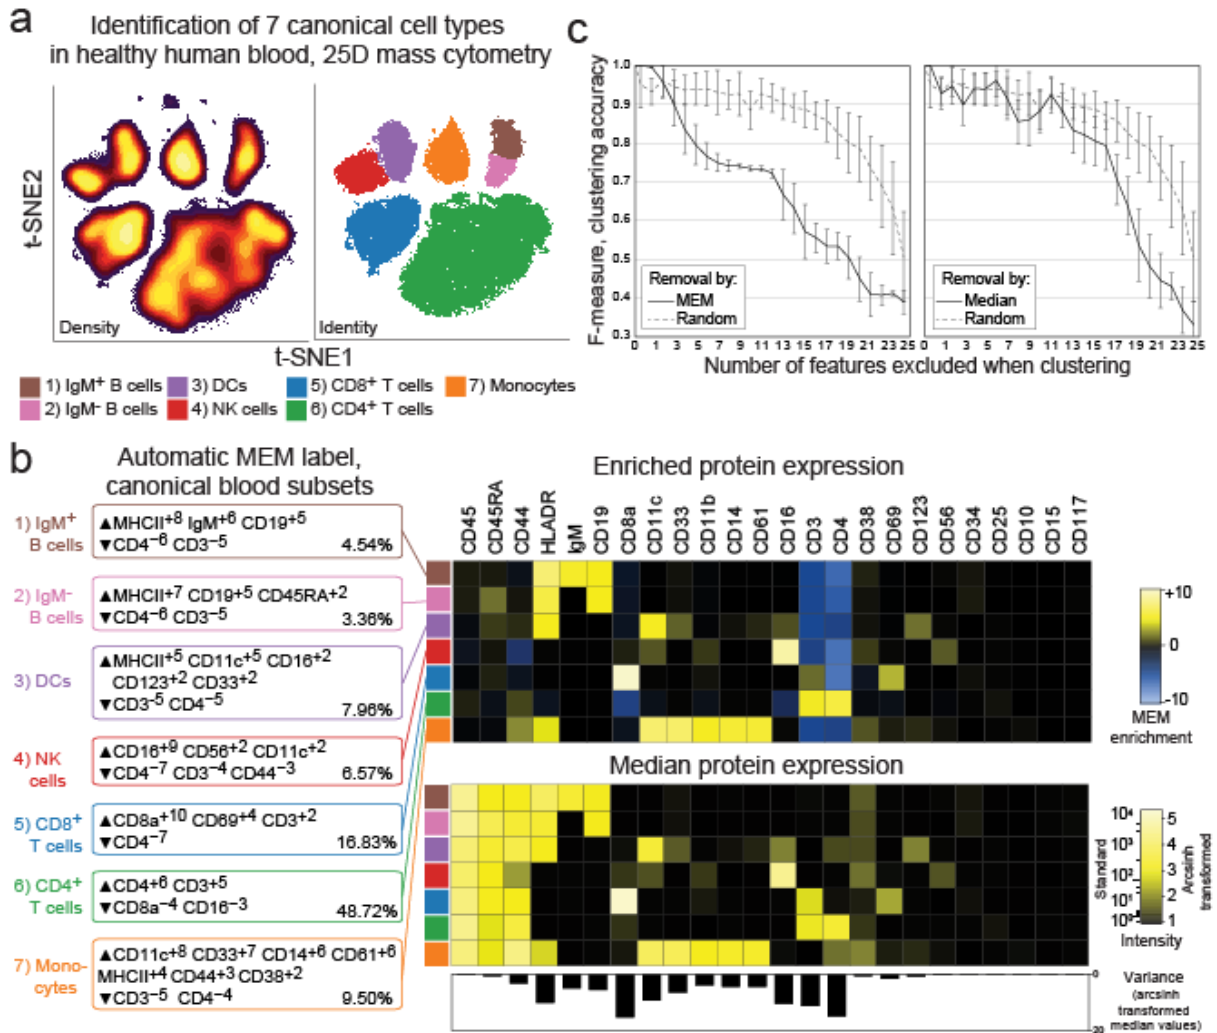 a
Identification of 7 canonical cell types
in healthy human blood, 25D mass cytometry
t-SNE2
Density
Identity
t-SNE1
1) IgM+ B cells
3) DCs
5) CD8+ T cells
7) Monocytes
2) IgM- B cells
4) NK cells
6) CD4+ T cells
c
F-measure, clustering accuracy
1.0
0.9
0.8
0.7
0.6
0.5
0.4
0.3
Removal by:
MEM
Random
Removal by:
Median
Random
0 1 3 5 7 9 11 13 15 17 19 21 23 25
0 1 3 5 7 9 11 13 15 17 19 21 23 25
Number of features excluded when clustering
b
Automatic MEM label,
canonical blood subsets
1) IgM+
B cells
▲MHCII+8 IgM+6 CD19+5
▼CD4-6 CD3-5
4.54%
2) IgM-
B cells
▲MHCII+7 CD19+5 CD45RA+2
▼CD4-6 CD3-5
3.36%
3) DCs
▲MHCII+5 CD11c+5 CD16+2
CD123+2 CD33+2
▼CD3-5 CD4-5
7.96%
4) NK
cells
▲CD16+9 CD56+2 CD11c+2
▼CD4-7 CD3-4 CD44-3
6.57%
5) CD8+
T cells
▲CD8a+10 CD69+4 CD3+2
▼CD4-7
16.83%
6) CD4+
T cells
▲CD4+6 CD3+5
▼CD8a-4 CD16-3
48.72%
7) Mono-
cytes
▲CD11c+8 CD33+7 CD14+6 CD61+6
MHCII+4 CD44+3 CD38+2
▼CD3-5 CD4-4
9.50%
Enriched protein expression
CD45 CD45RA CD44 HLADR IgM CD19 CD8a CD11c CD33 CD11b CD14 CD61 CD16 CD3 CD4 CD38 CD69 CD123 CD56 CD34 CD25 CD10 CD15 CD117
+10
0
-10
MEM
enrichment
Median protein expression
Standard
10⁴
10³
10²
10¹
10⁰
5
4
3
2
1
Arcsinh
transformed
Intensity
0
20
Variance
(arcsinh
transformed
median values)